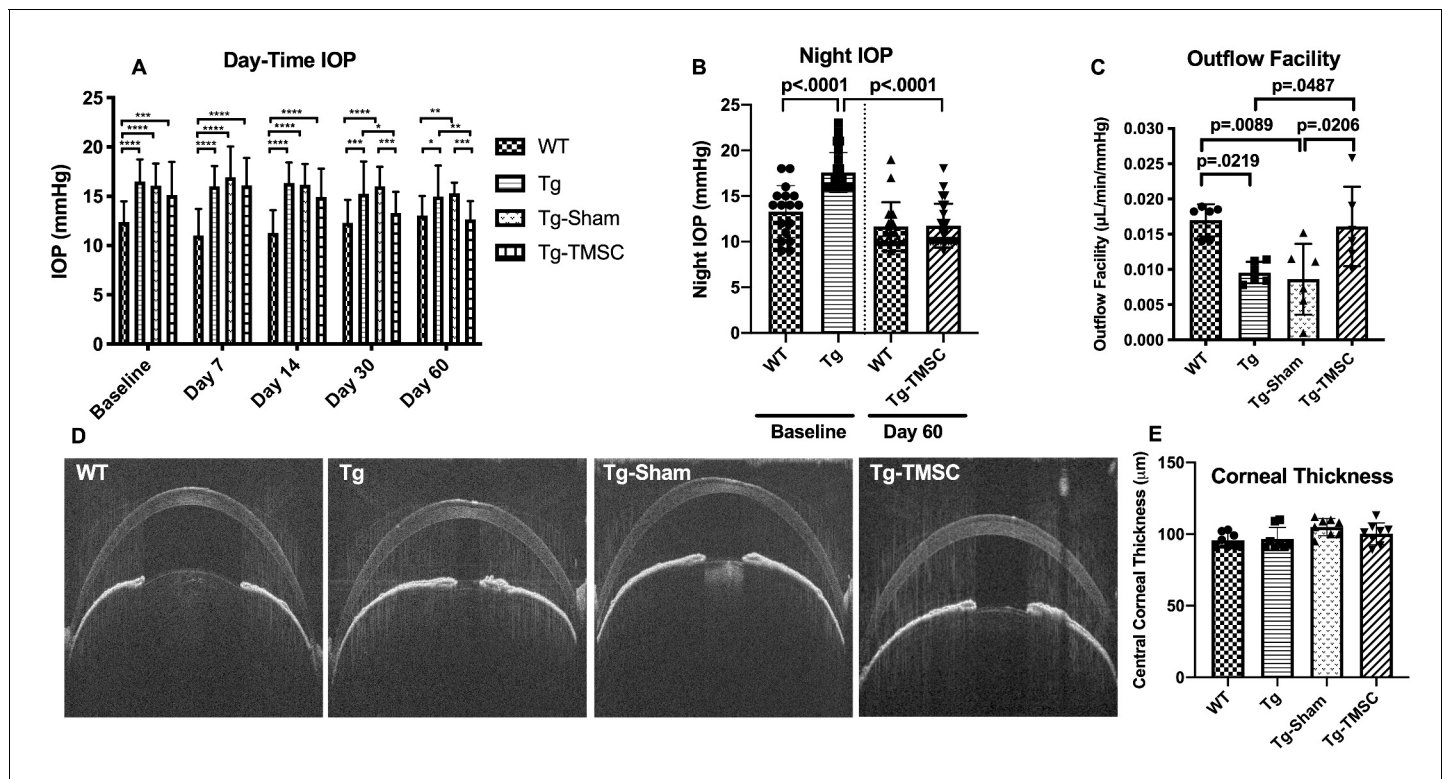 A
Day-Time IOP
IOP (mmHg)
25
20
15
10
5
0
***
****
****
****
****
****
****
****
****
****
***
*
***
**
*
**
***
Baseline
Day 7
Day 14
Day 30
Day 60
WT
Tg
Tg-Sham
Tg-TMSC
B
Night IOP
p<.0001
p<.0001
Night IOP (mmHg)
25
20
15
10
5
0
WT
Tg
WT
Tg-TMSC
Baseline
Day 60
C
Outflow Facility
p=.0487
p=.0089
p=.0206
p=.0219
Outflow Facility (µL/min/mmHg)
0.030
0.025
0.020
0.015
0.010
0.005
0.000
WT
Tg
Tg-Sham
Tg-TMSC
D
WT
Tg
Tg-Sham
Tg-TMSC
E
Corneal Thickness
Central Corneal Thickness (µm)
150
100
50
0
WT
Tg
Tg-Sham
Tg-TMSC